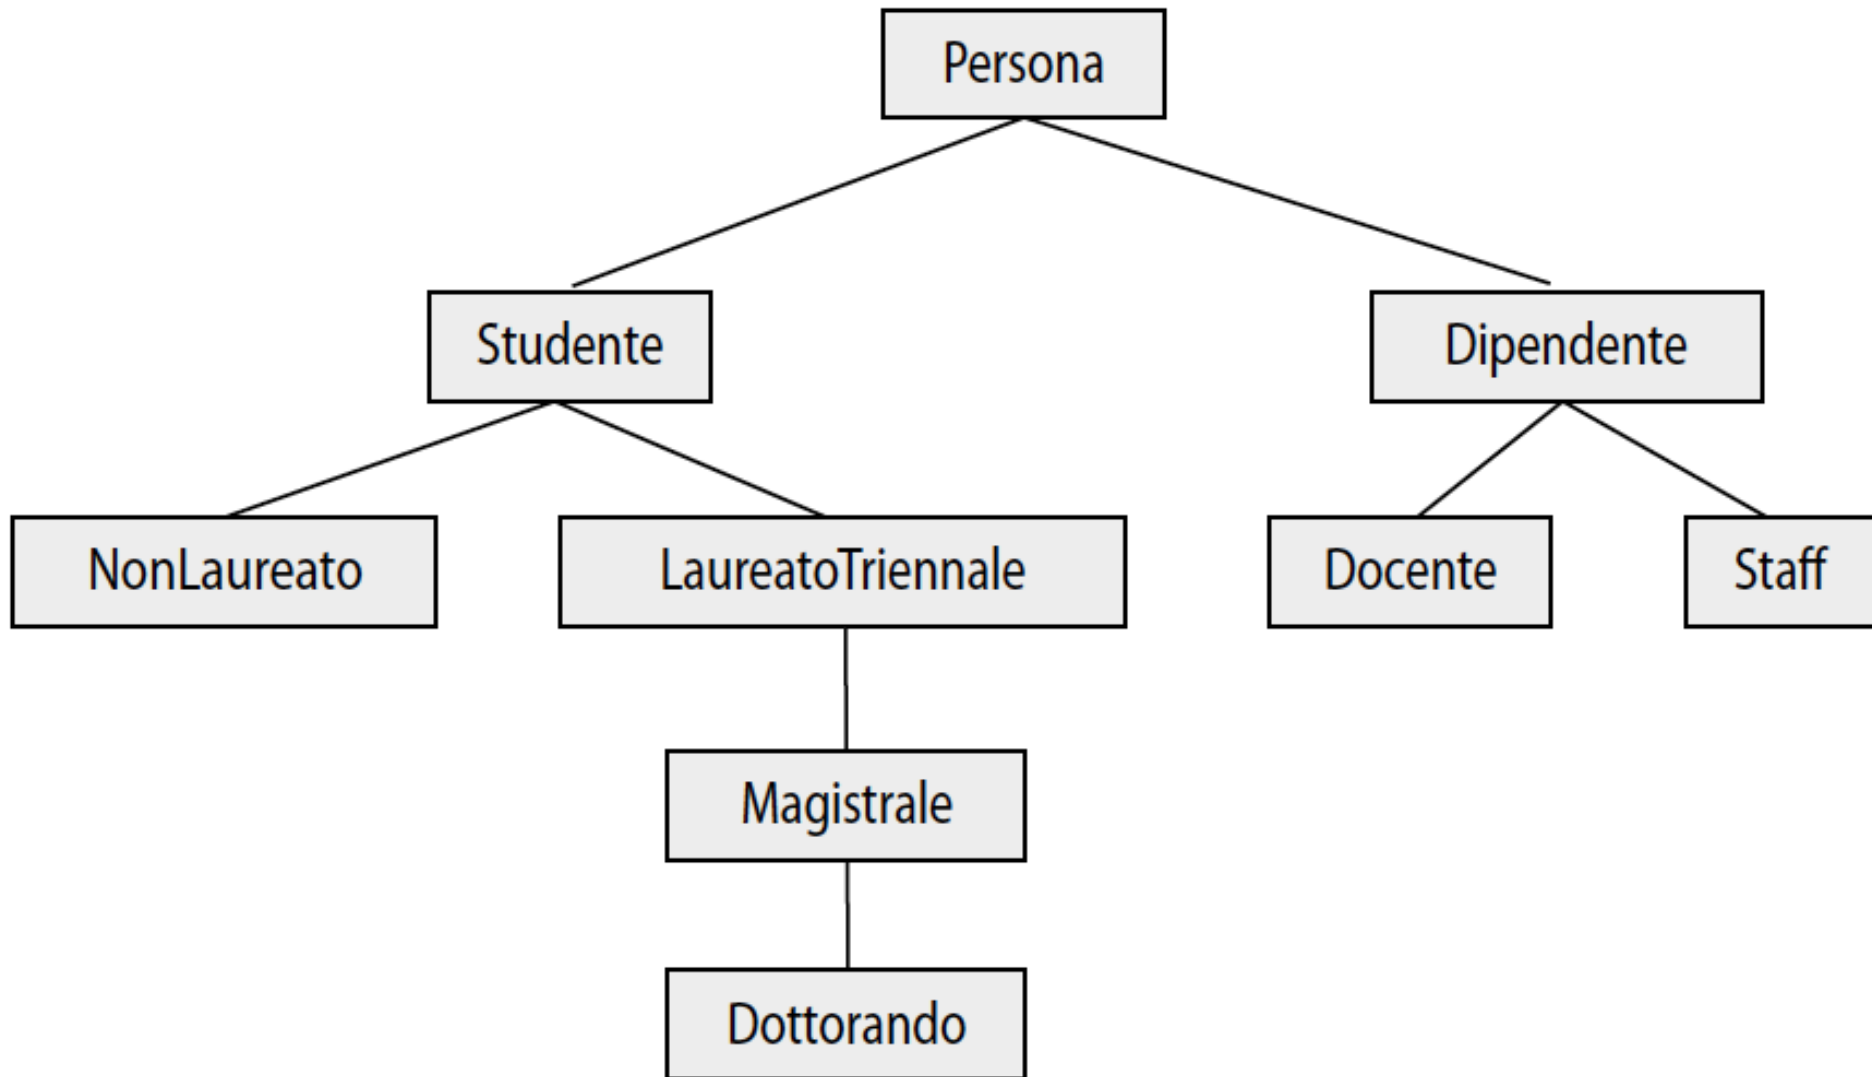 Persona
Studente
Dipendente
NonLaureato
LaureatoTriennale
Docente
Staff
Magistrale
Dottorando